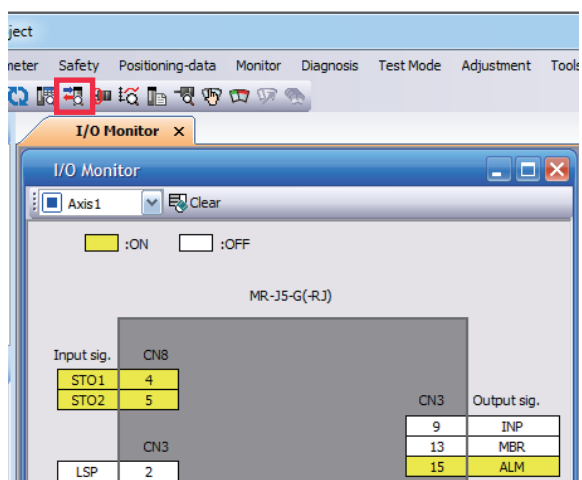 ject
meter Safety Positioning-data Monitor Diagnosis Test Mode Adjustment Tools
I/O Monitor x
I/O Monitor
Axis1 Clear
:ON :OFF
MR-J5-G(-RJ)
Input sig. CN8
STO1 4
STO2 5
CN3 Output sig.
9 INP
13 MBR
15 ALM
CN3
LSP 2